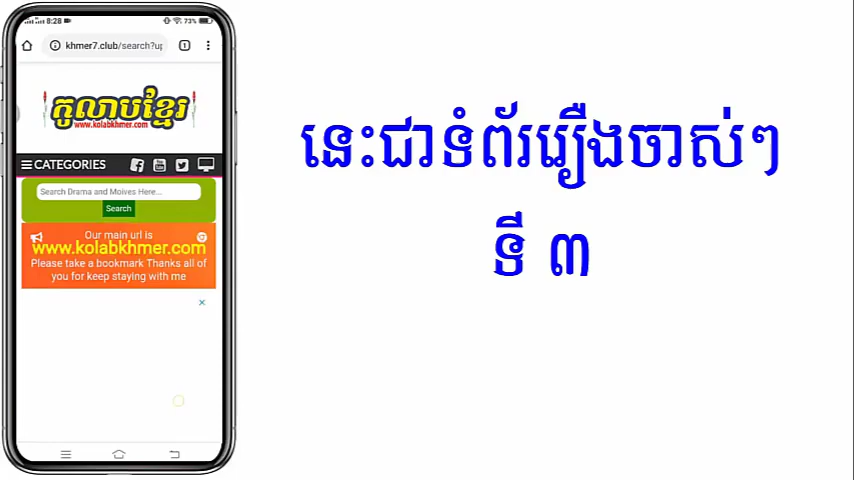 8:28
73%
khmer7.club/search?up
1
កូលាបខ្មែរ
www.kolabkhmer.com
CATEGORIES
Search Drama and Moives Here...
Search
Our main url is
www.kolabkhmer.com
Please take a bookmark Thanks all of
you for keep staying with me
នេះជាទំព័ររឿងចាស់ៗ
ទី ៣